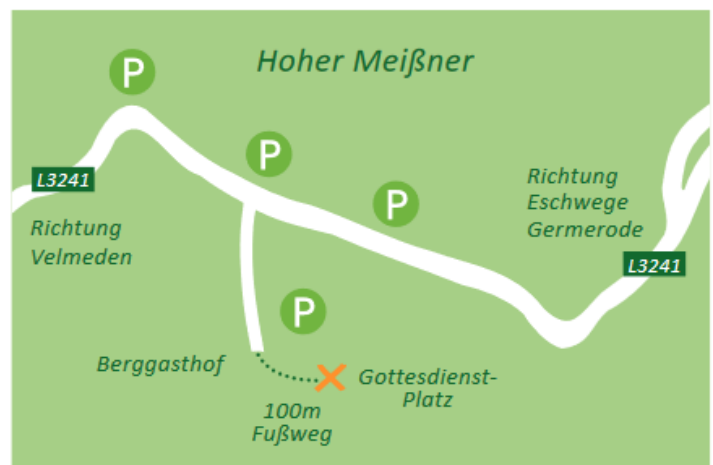 Hoher Meißner
P
P
P
L3241
Richtung
Velmeden
Richtung
Eschwege
Germerode
L3241
P
Berggasthof
100m
Fußweg
Gottesdienst-
Platz